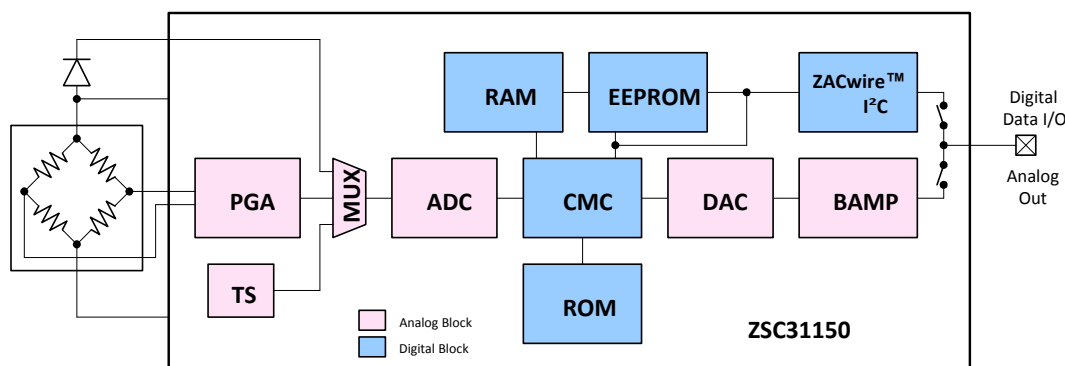 RAM
EEPROM
ZACwire™
I²C
Digital
Data I/O
PGA
MUX
ADC
CMC
DAC
BAMP
Analog
Out
TS
ROM
Analog Block
Digital Block
ZSC31150